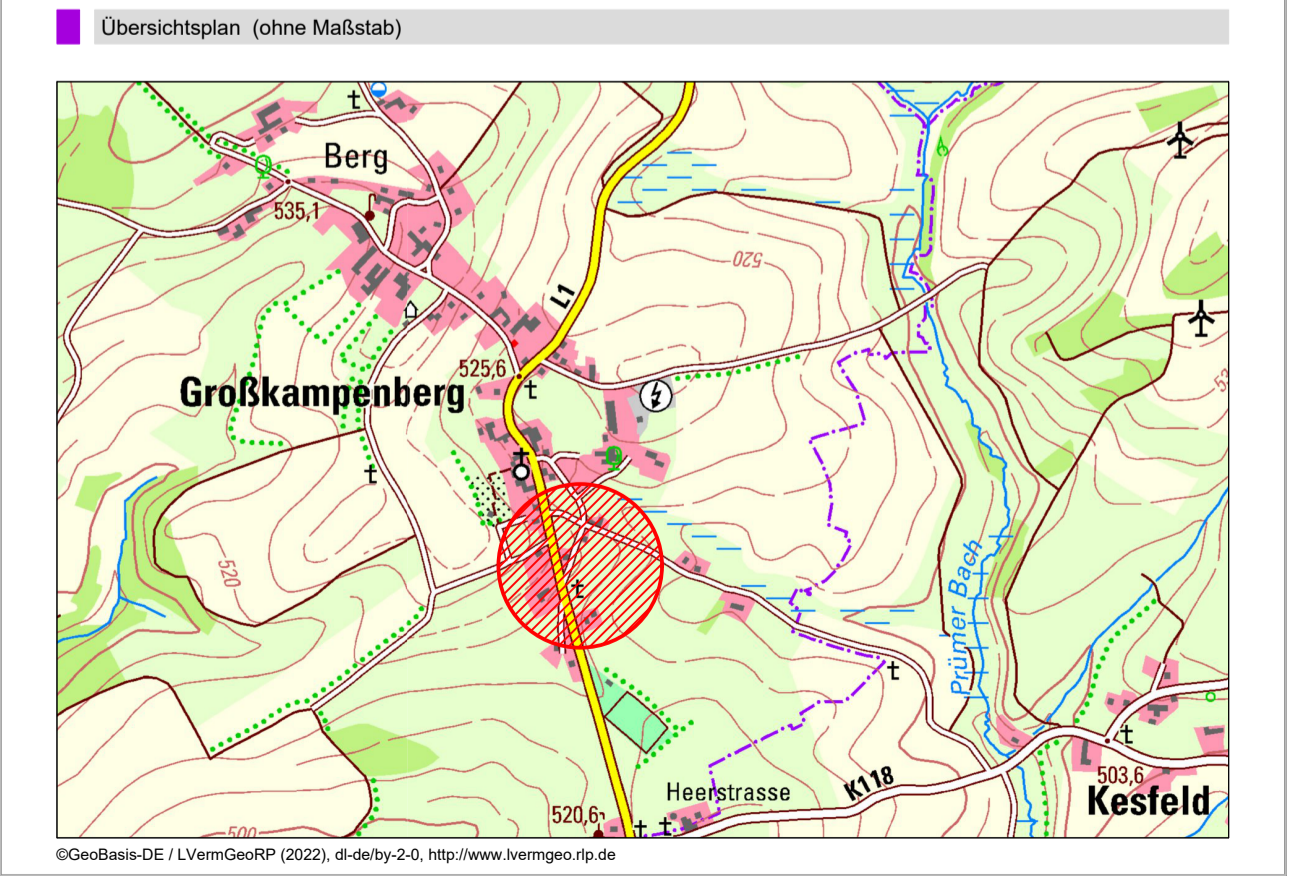 Übersichtsplan (ohne Maßstab)
Berg
535,1
L1
520
525,6
Großkampenberg
520
Prümer Bach
Heerstrasse
K118
503,6
Kesfeld
520,6
500
©GeoBasis-DE / LVermGeoRP (2022), dl-de/by-2-0, http://www.lvermgeo.rlp.de